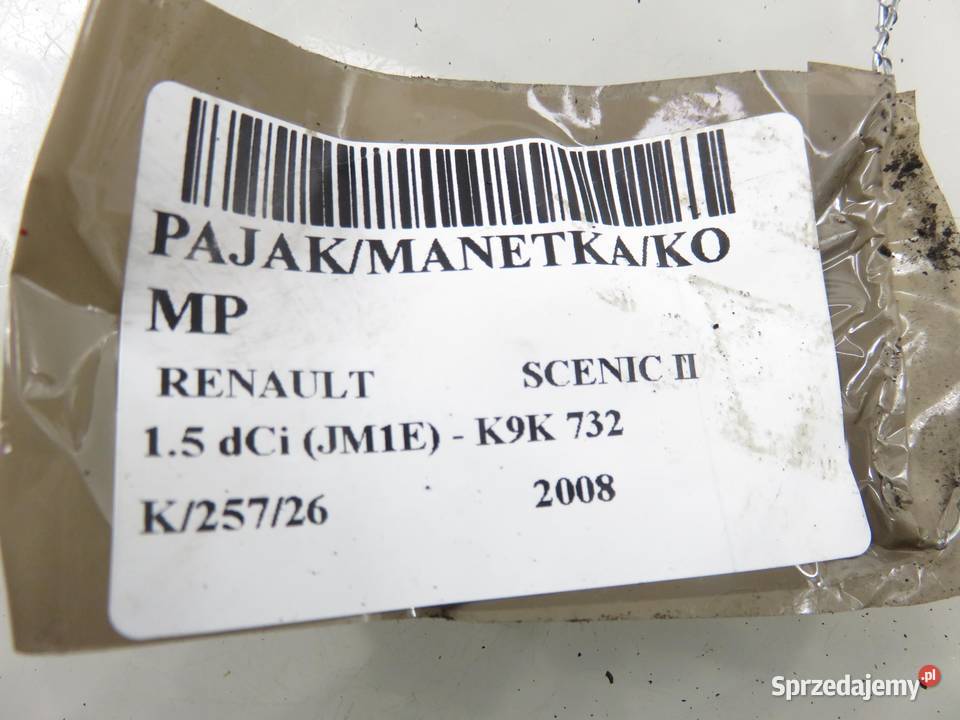 PAJAK/MANETKA/KO
MP
RENAULT SCENIC II
1.5 dCi (JM1E) - K9K 732
K/257/26 2008
Sprzedajemy.pl